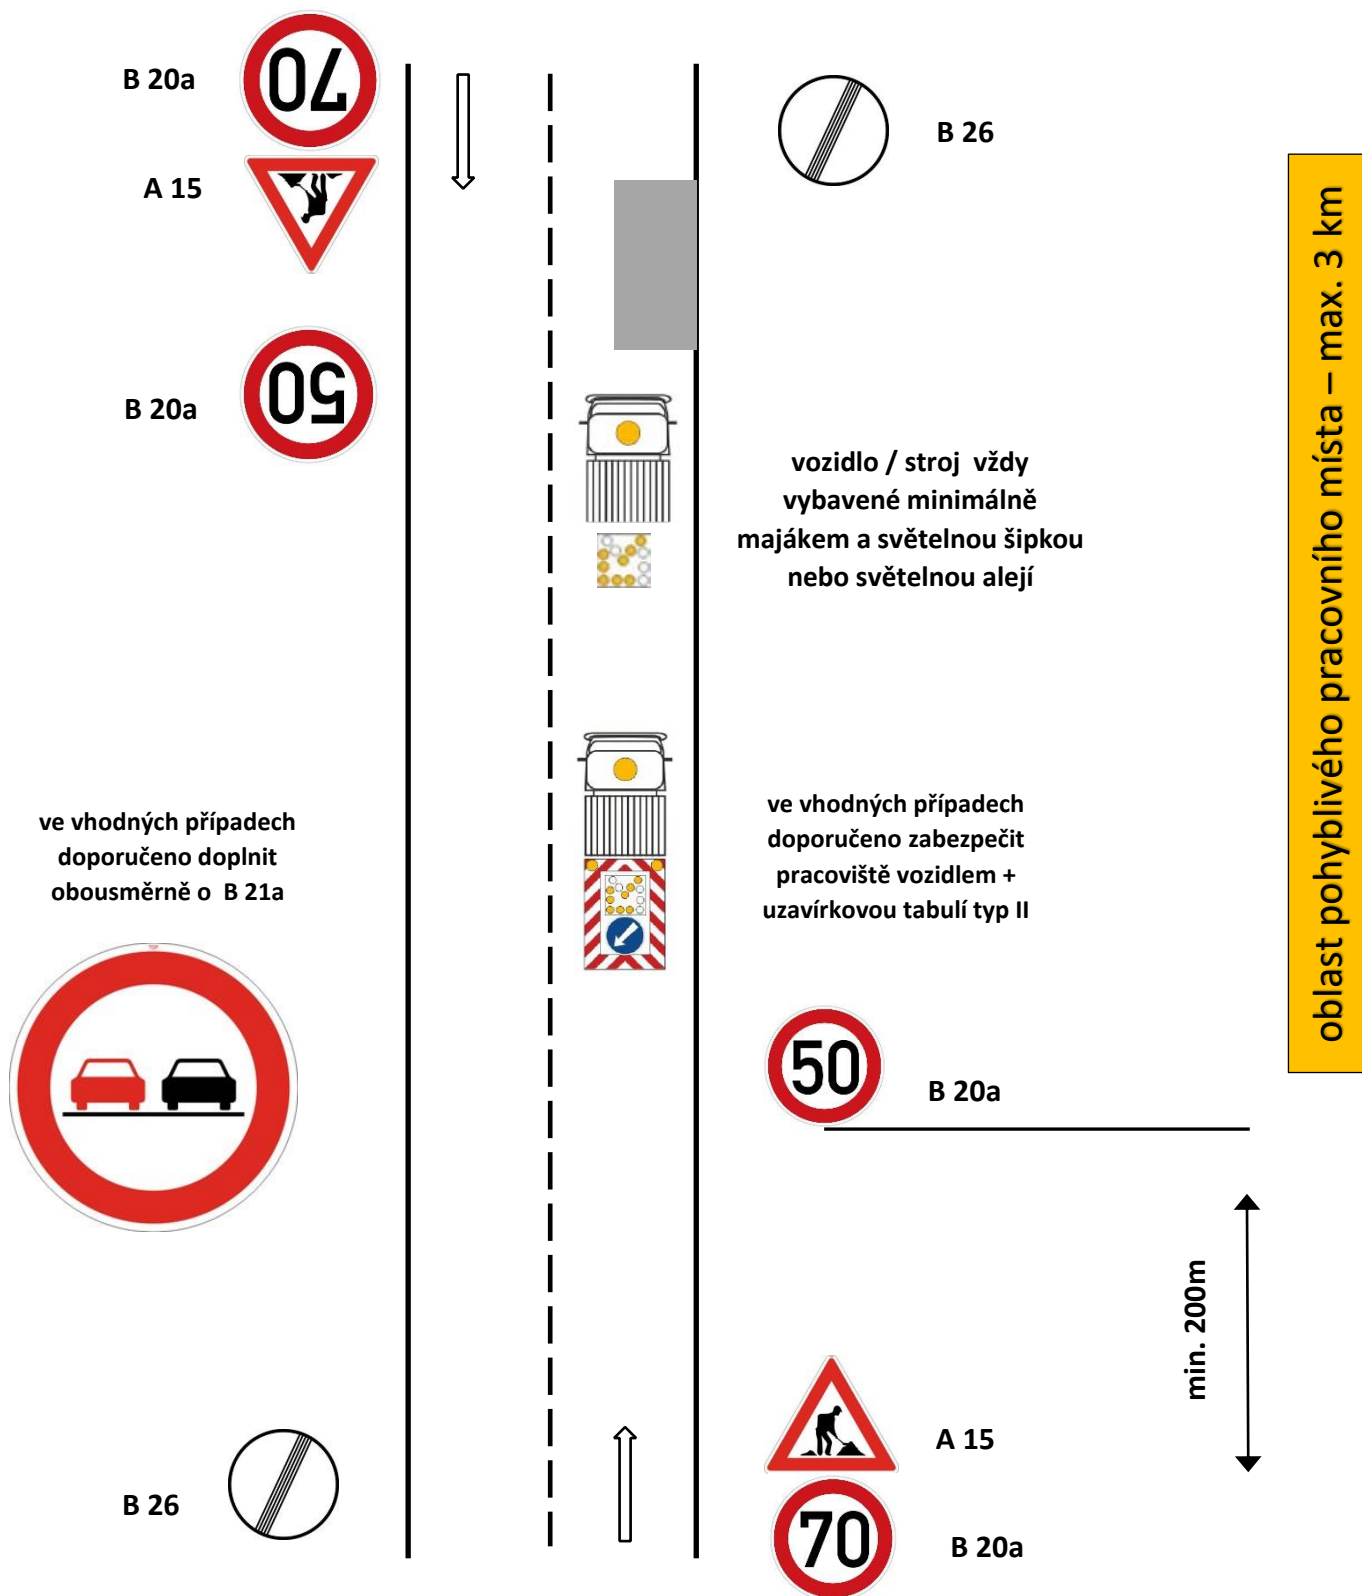 B 20a
70
A 15
B 20a
50
B 26
vozidlo / stroj vždy
vybavené minimálně
majákem a světelnou šipkou
nebo světelnou alejí
ve vhodných případech
doporučeno doplnit
obousměrně o B 21a
ve vhodných případech
doporučeno zabezpečit
pracoviště vozidlem +
uzavírkovou tabulí typ II
50
B 20a
min. 200m
A 15
70
B 20a
B 26
oblast pohyblivého pracovního místa – max. 3 km